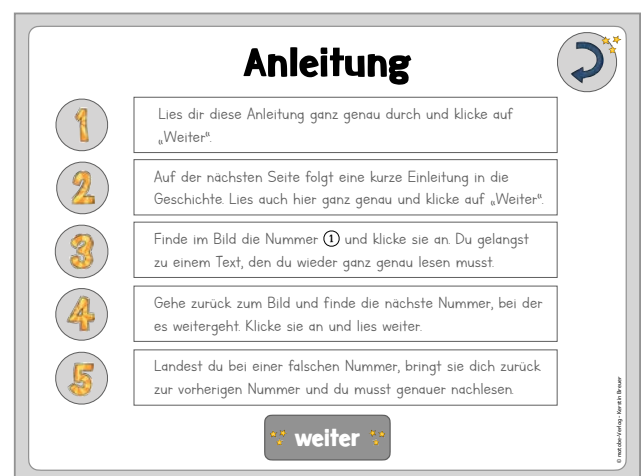 Anleitung
1
Lies dir diese Anleitung ganz genau durch und klicke auf
„Weiter“.
2
Auf der nächsten Seite folgt eine kurze Einleitung in die
Geschichte. Lies auch hier ganz genau und klicke auf „Weiter“.
3
Finde im Bild die Nummer ① und klicke sie an. Du gelangst
zu einem Text, den du wieder ganz genau lesen musst.
4
Gehe zurück zum Bild und finde die nächste Nummer, bei der
es weitergeht. Klicke sie an und lies weiter.
5
Landest du bei einer falschen Nummer, bringt sie dich zurück
zur vorherigen Nummer und du musst genauer nachlesen.
weiter
© matobe-Verlag • Kerstin Breuer